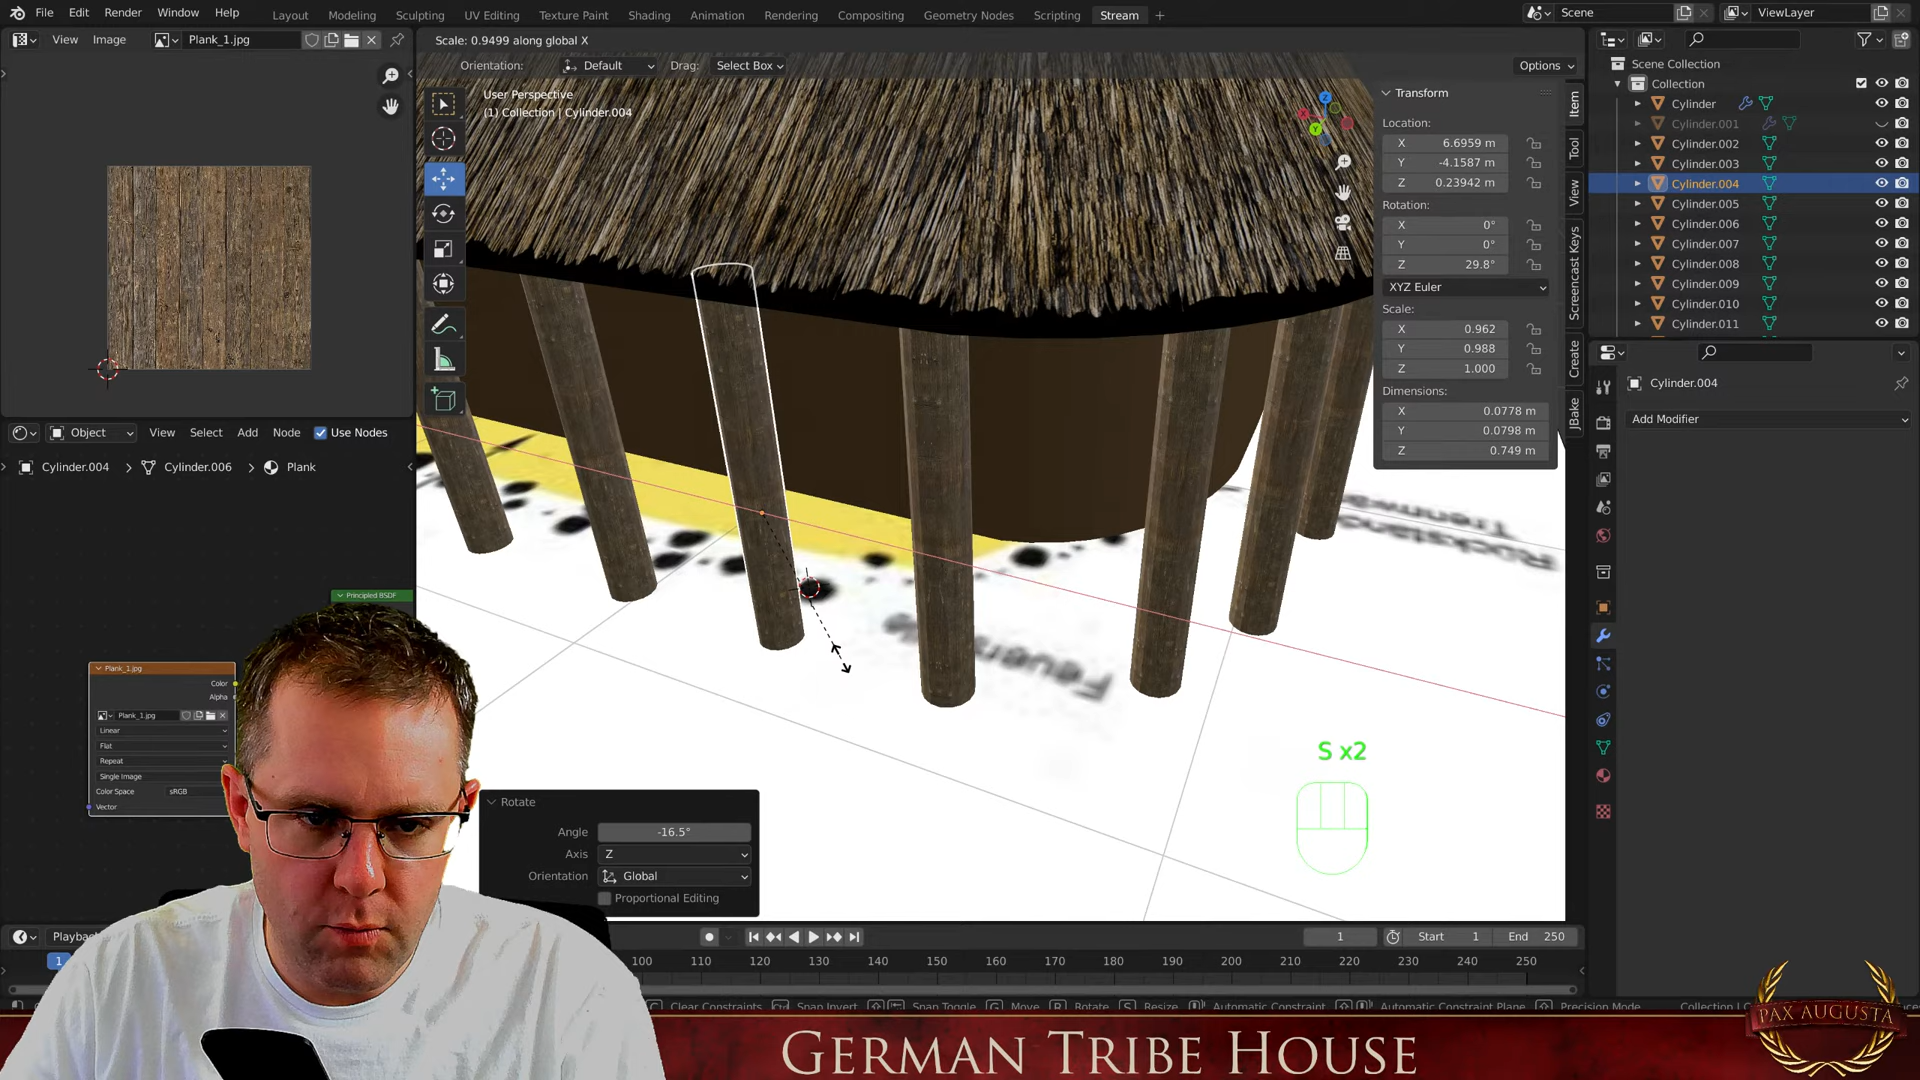 File Edit Render Window Help Layout Modeling Sculpting UV Editing Texture Paint Shading Animation Rendering Compositing Geometry Nodes Scripting Stream + Scene ViewLayer
View Image Plank_1.jpg
Scale: 0.9499 along global X
Orientation: Default Drag: Select Box Options
User Perspective
(1) Collection | Cylinder.004
Transform
Location:
X 6.6959 m
Y -4.1587 m
Z 0.23942 m
Rotation:
X 0°
Y 0°
Z 29.8°
XYZ Euler
Scale:
X 0.962
Y 0.988
Z 1.000
Dimensions:
X 0.0778 m
Y 0.0798 m
Z 0.749 m
Item
Tool
View
Screencast Keys
Create
JBake
Scene Collection
Collection
Cylinder
Cylinder.001
Cylinder.002
Cylinder.003
Cylinder.004
Cylinder.005
Cylinder.006
Cylinder.007
Cylinder.008
Cylinder.009
Cylinder.010
Cylinder.011
Cylinder.004
Add Modifier
Object View Select Add Node Use Nodes
Cylinder.004 > Cylinder.006 > Plank
Principled BSDF
Plank_1.jpg
Color
Alpha
Plank_1.jpg
Linear
Flat
Repeat
Single Image
Color Space sRGB
Vector
S x2
Rotate
Angle -16.5°
Axis Z
Orientation Global
Proportional Editing
Playback
1 Start 1 End 250
1 100 110 120 130 140 150 160 170 180 190 200 210 220 230 240 250
C Clear Constraints Snap Invert Snap Toggle G Move R Rotate S Resize Automatic Constraint Automatic Constraint Plane Precision Mode
GERMAN TRIBE HOUSE
PAX AUGUSTA